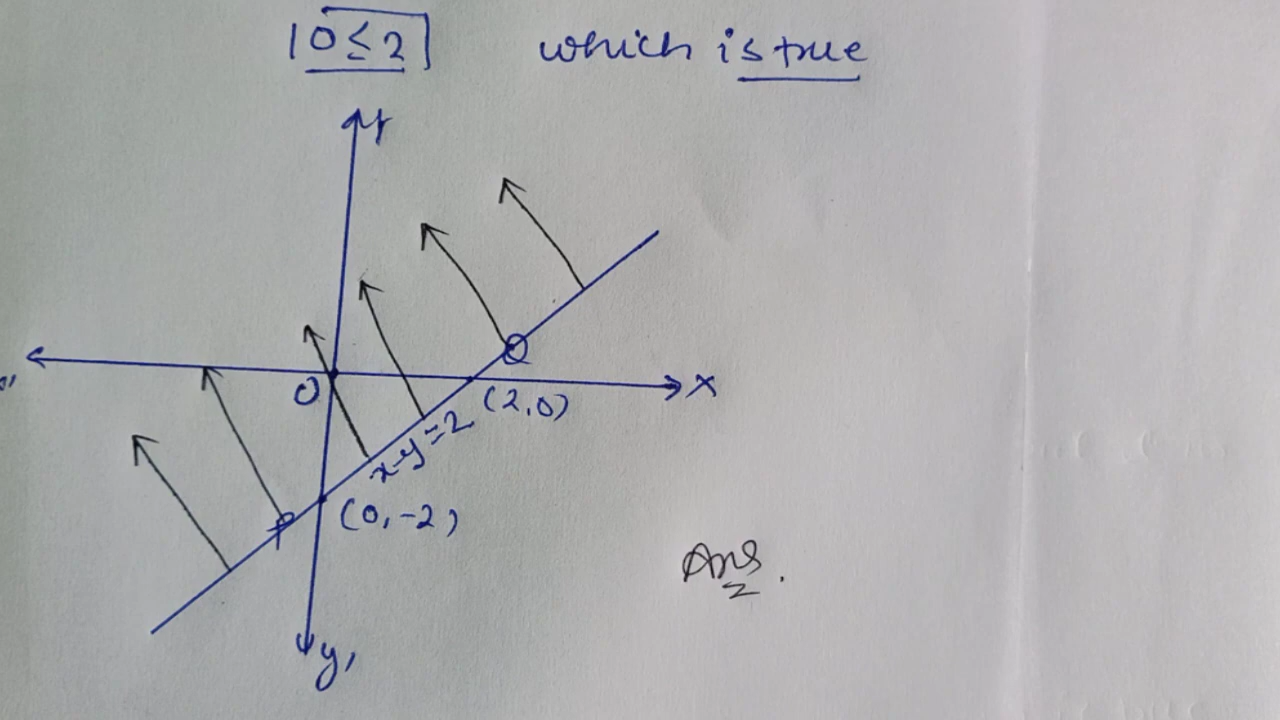 0≤2 which is true
Y
O
X
(2,0)
x-y=2
P
(0,-2)
Ans.
y'